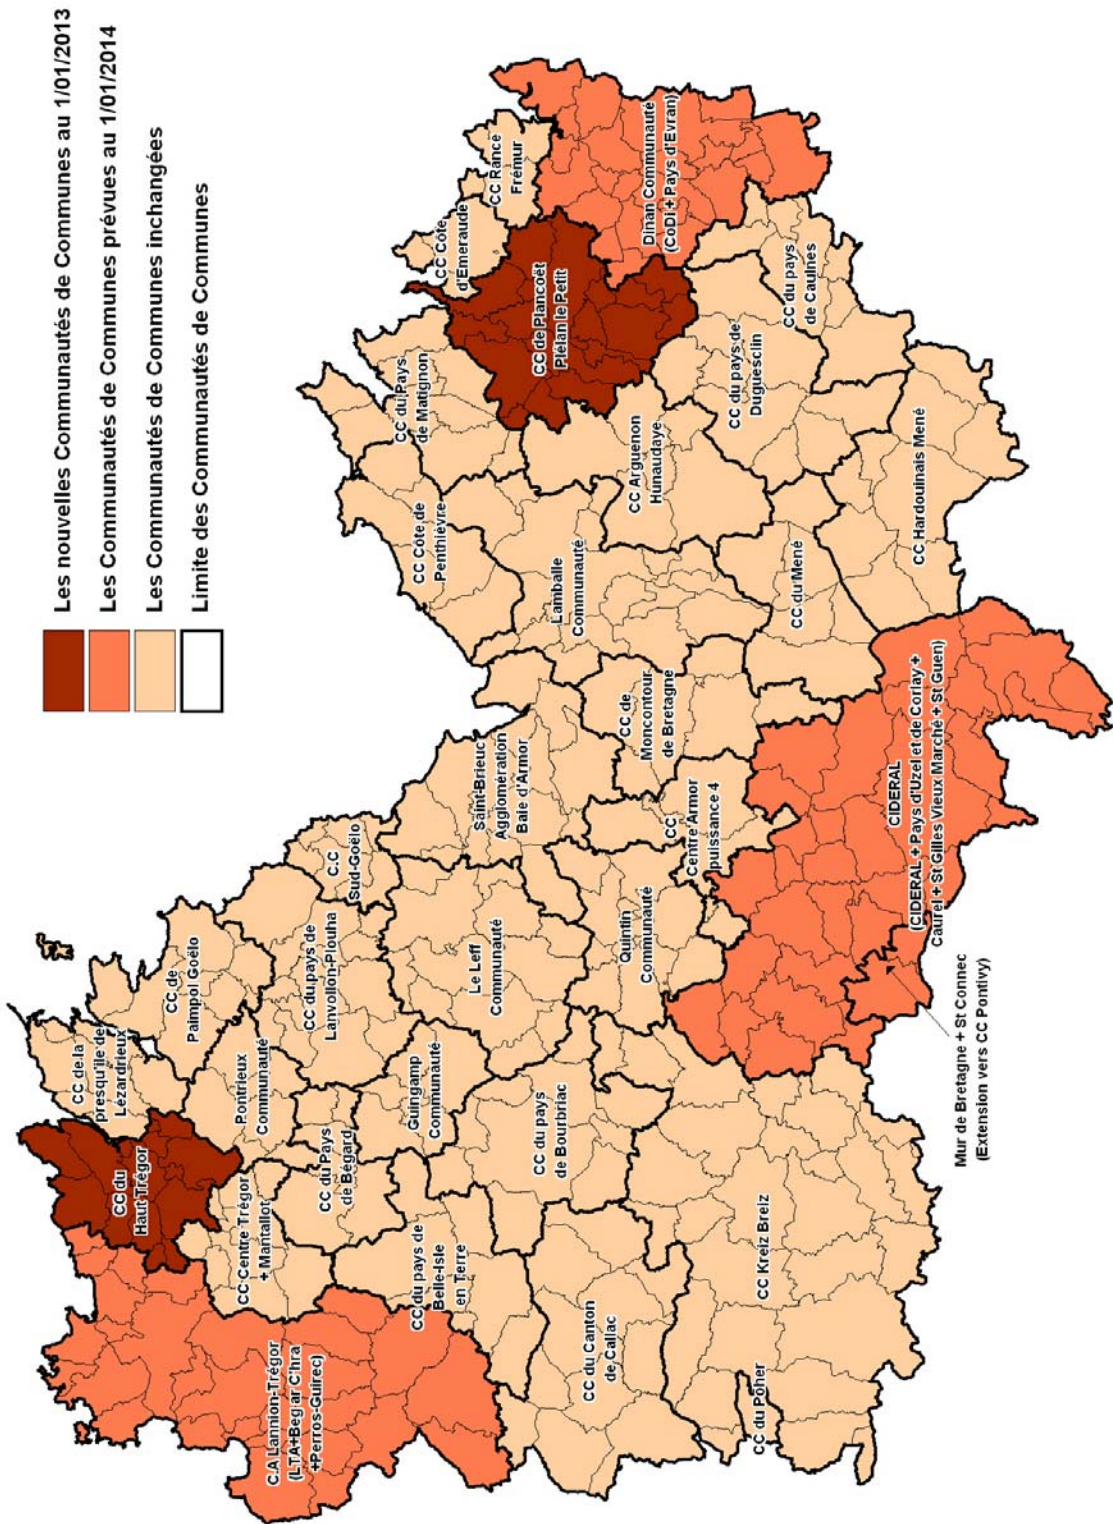 Les nouvelles Communautés de Communes au 1/01/2013
Les Communautés de Communes prévues au 1/01/2014
Les Communautés de Communes inchangées
Limite des Communautés de Communes
C.A Lannion-Trégor
(LTA+Beg ar C'hra
+Perros-Guirec)
CC du
Haut Trégor
CC de la
presqu'île de
Lézardrieux
CC de
Paimpol Goëlo
CC Centre Trégor
+ Mantallot
Pontrieux
Communauté
CC du pays de
Lanvollon-Plouha
C.C
Sud-Goëlo
CC du Pays
de Bégard
Guingamp
Communauté
CC du pays de
Belle-Isle
en Terre
Le Leff
Communauté
Saint-Brieuc
Agglomération
Baie d'Armor
CC du pays
de Bourbriac
CC du Canton
de Callac
Quintin
Communauté
CC
Centre Armor
puissance 4
CC de
Moncontour
de Bretagne
CC Kreiz Breiz
CC du Poher
CC Côte de
Penthièvre
CC du Pays
de Matignon
CC Côte
d'Emeraude
CC Rance
Frémur
CC de Plancoët
Plélan le Petit
Dinan Communauté
(CoDi + Pays d'Evran)
Lamballe
Communauté
CC Arguenon
Hunaudaye
CC du pays de
Duguesclin
CC du pays
de Caulnes
CC du Mené
CC Hardouinais Mené
CIDERAL
(CIDERAL + Pays d'Uzel et de Corlay +
Caurel + St Gilles Vieux Marché + St Guen)
Mur de Bretagne + St Connec
(Extension vers CC Pontivy)